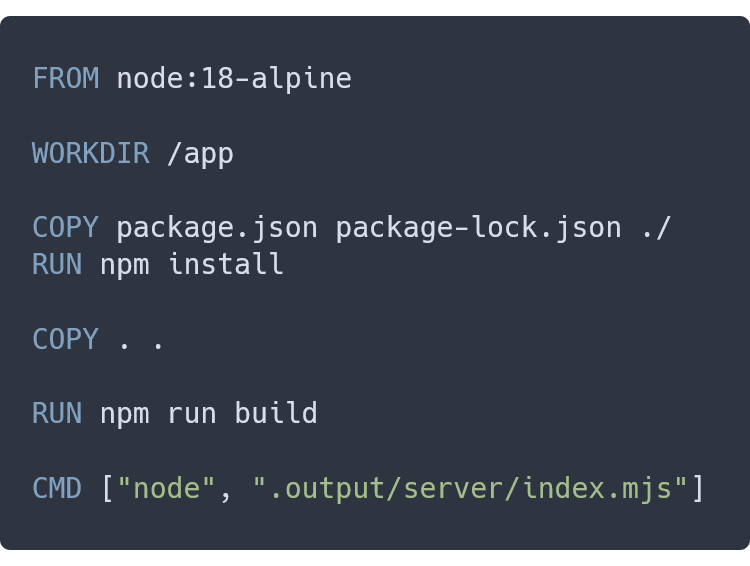 FROM node:18-alpine
WORKDIR /app
COPY package.json package-lock.json ./
RUN npm install
COPY . .
RUN npm run build
CMD ["node", ".output/server/index.mjs"]